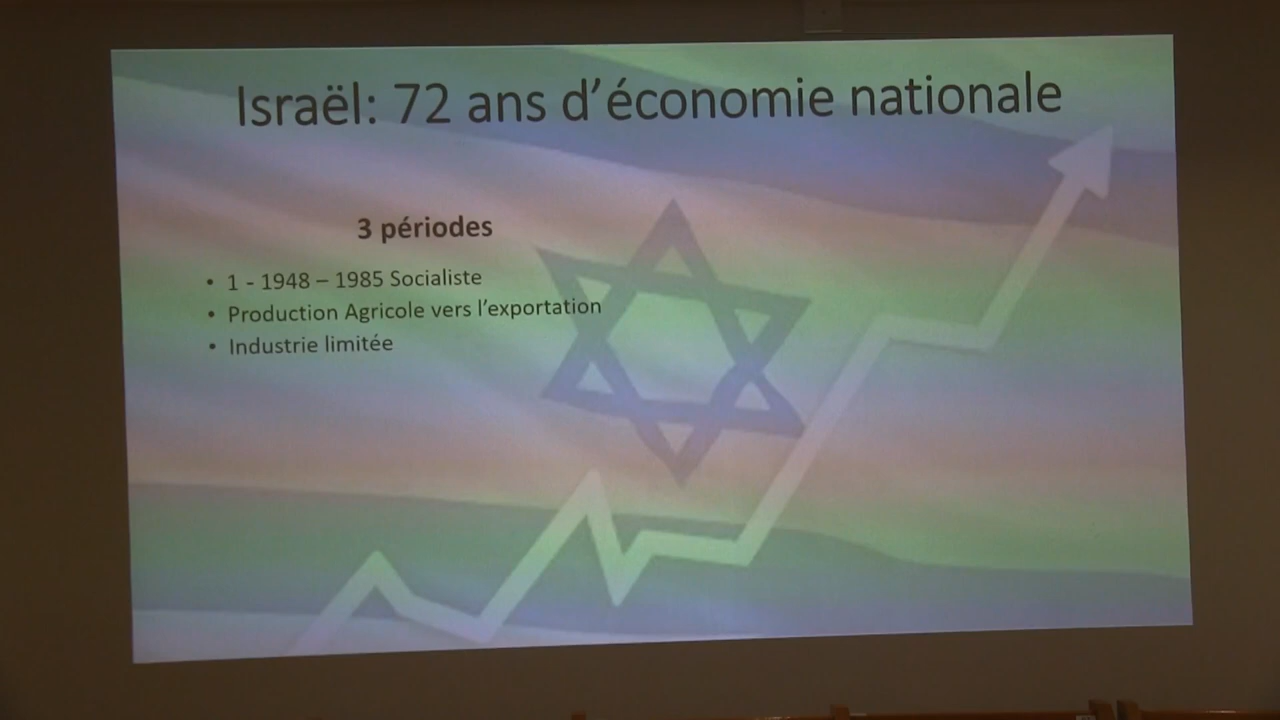 Israël: 72 ans d’économie nationale
3 périodes
• 1 - 1948 – 1985 Socialiste
• Production Agricole vers l’exportation
• Industrie limitée